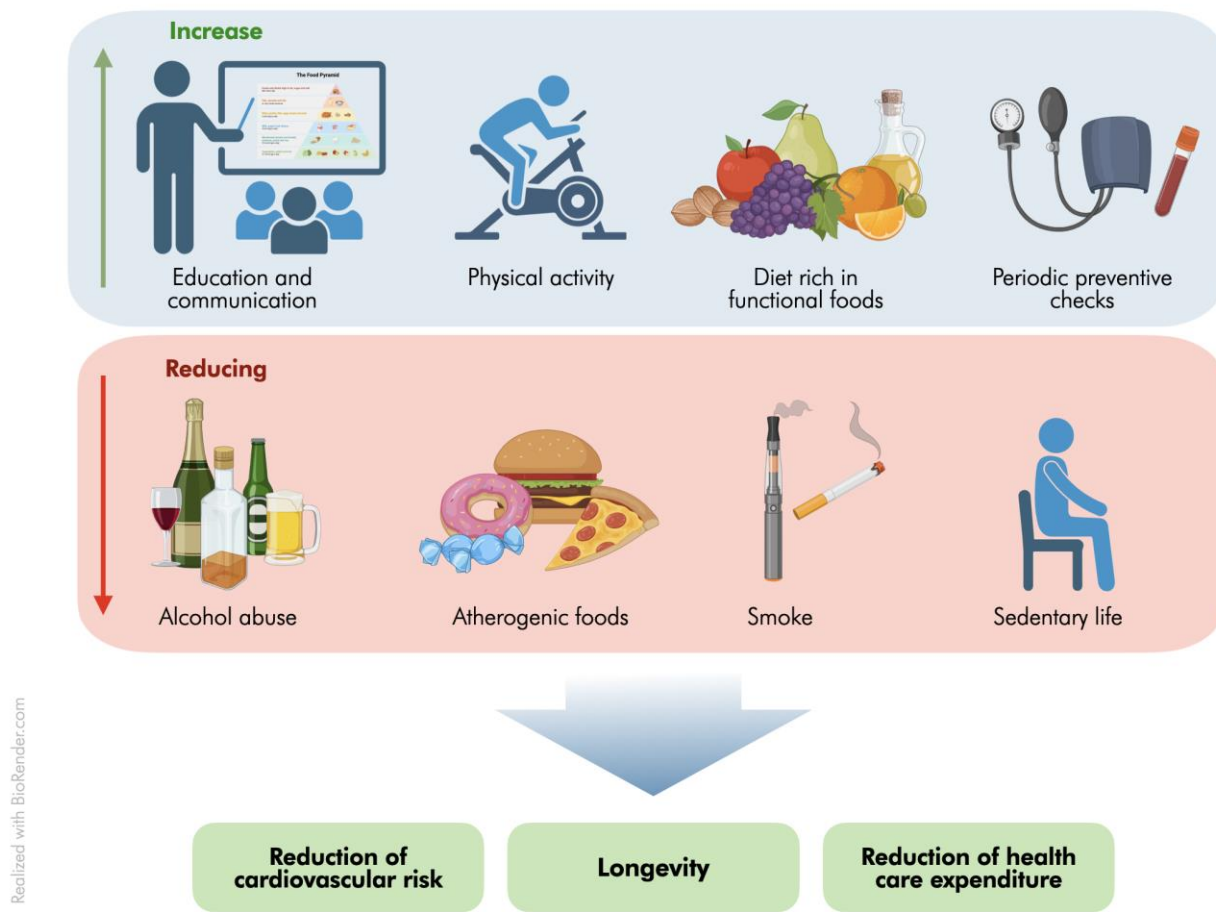 Increase
The Food Pyramid
Education and
communication
Physical activity
Diet rich in
functional foods
Periodic preventive
checks
Reducing
Alcohol abuse
Atherogenic foods
Smoke
Sedentary life
Realized with BioRender.com
Reduction of
cardiovascular risk
Longevity
Reduction of health
care expenditure